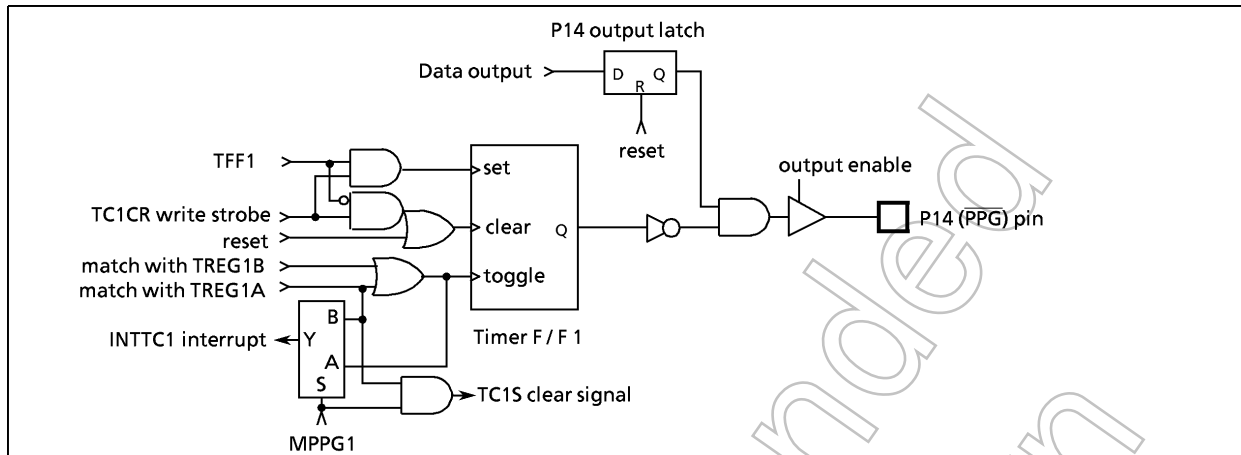 P14 output latch
Data output
D Q
R
reset
TFF1
set
output enable
TC1CR write strobe
clear
Q
P14 (PPG) pin
reset
match with TREG1B
toggle
match with TREG1A
B
INTTC1 interrupt
Y
Timer F / F 1
A
S
TC1S clear signal
MPPG1
nded
n